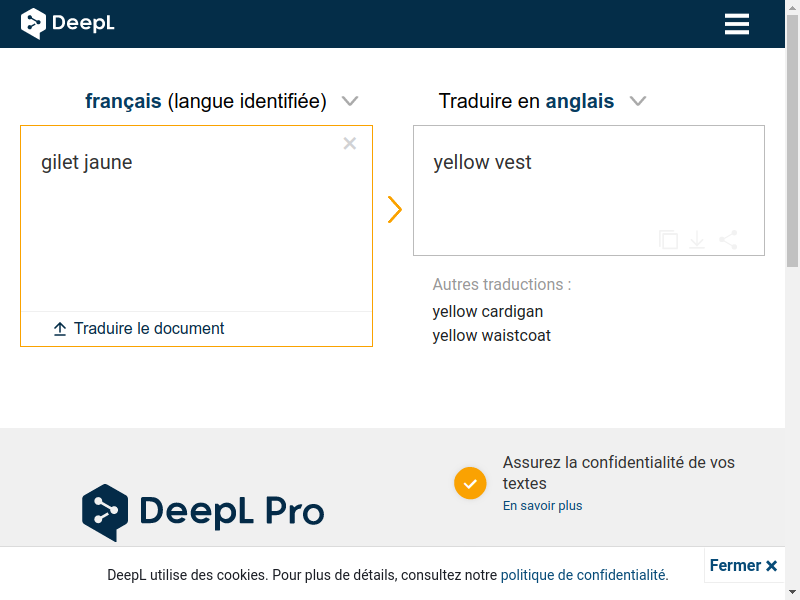 DeepL
français (langue identifiée)
Traduire en anglais
gilet jaune
yellow vest
Traduire le document
Autres traductions :
yellow cardigan
yellow waistcoat
DeepL Pro
Assurez la confidentialité de vos
textes
En savoir plus
DeepL utilise des cookies. Pour plus de détails, consultez notre politique de confidentialité.
Fermer ×